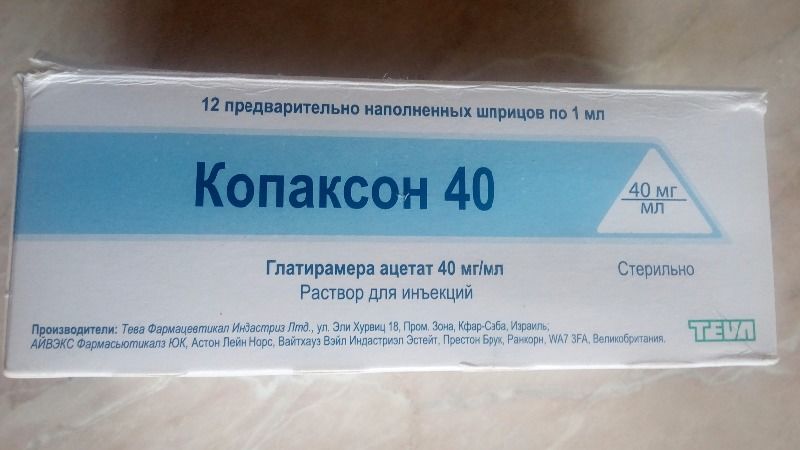 12 предварительно наполненных шприцов по 1 мл
Копаксон 40
40 мг
мл
Глатирамера ацетат 40 мг/мл
Стерильно
Раствор для инъекций
Производители: Тева Фармацевтикал Индастриз Лтд., ул. Эли Хурвиц 18, Пром. Зона, Кфар-Саба, Израиль;
АЙВЭКС Фармасьютикалз ЮК, Астон Лейн Норс, Вайтхауз Вэйл Индастриэл Эстейт, Престон Брук, Ранкорн, WA7 3FA, Великобритания.
TEVA